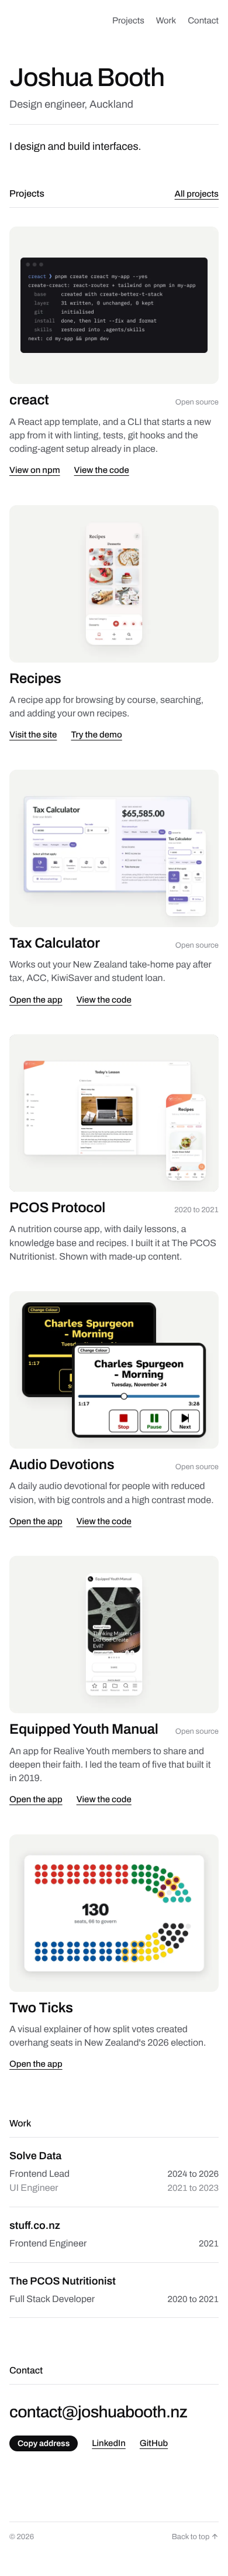 Projects Work Contact
Joshua Booth
Design engineer, Auckland
I design and build interfaces.
Projects All projects
creact ❯ pnpm create creact my-app --yes
create-creact: react-router + tailwind on pnpm in my-app
base created with create-better-t-stack
layer 31 written, 0 unchanged, 0 kept
git initialised
install done, then lint --fix and format
skills restored into .agents/skills
next: cd my-app && pnpm dev
creact Open source
A React app template, and a CLI that starts a new
app from it with linting, tests, git hooks and the
coding-agent setup already in place.
View on npm View the code
Recipes
Recipes
A recipe app for browsing by course, searching,
and adding your own recipes.
Visit the site Try the demo
Tax Calculator
$65,585.00
Tax Calculator
Tax Calculator Open source
Works out your New Zealand take-home pay after
tax, ACC, KiwiSaver and student loan.
Open the app View the code
Today's Lesson
Recipes
PCOS Protocol 2020 to 2021
A nutrition course app, with daily lessons, a
knowledge base and recipes. I built it at The PCOS
Nutritionist. Shown with made-up content.
Change Colour
Charles Spurgeon
- Morning
1:17
Change Colour
Charles Spurgeon
- Morning
Tuesday, November 24
1:17 3:28
Stop Pause Next
Audio Devotions Open source
A daily audio devotional for people with reduced
vision, with big controls and a high contrast mode.
Open the app View the code
Equipped Youth Manual
Thinking Matters:
Did God Create
Evil?
Equipped Youth Manual Open source
An app for Realive Youth members to share and
deepen their faith. I led the team of five that built it
in 2019.
Open the app View the code
130
seats, 66 to govern
Two Ticks
A visual explainer of how split votes created
overhang seats in New Zealand's 2026 election.
Open the app
Work
Solve Data
Frontend Lead 2024 to 2026
UI Engineer 2021 to 2023
stuff.co.nz
Frontend Engineer 2021
The PCOS Nutritionist
Full Stack Developer 2020 to 2021
Contact
contact@joshuabooth.nz
Copy address LinkedIn GitHub
© 2026 Back to top ↑